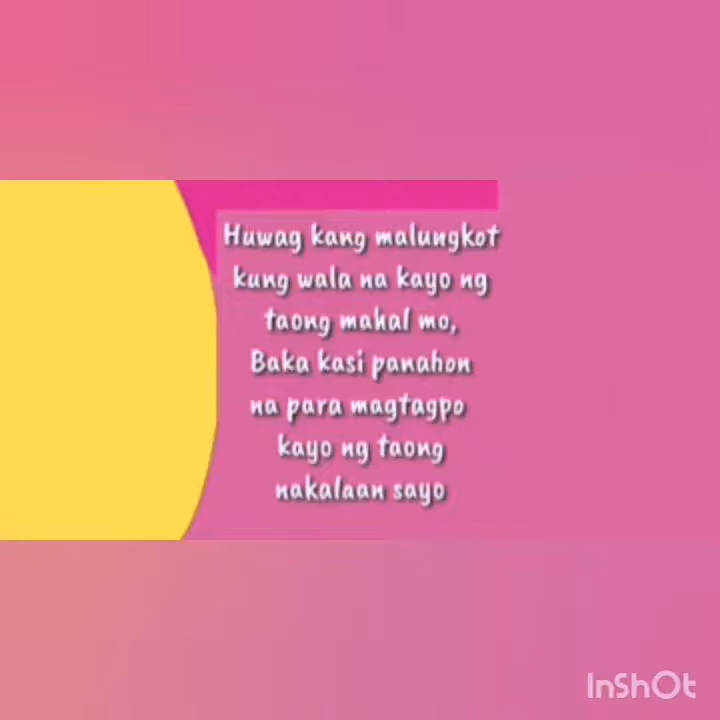 Huwag kang malungkot
kung wala na kayo ng
taong mahal mo,
Baka kasi panahon
na para magtagpo
kayo ng taong
nakalaan sayo
InShOt